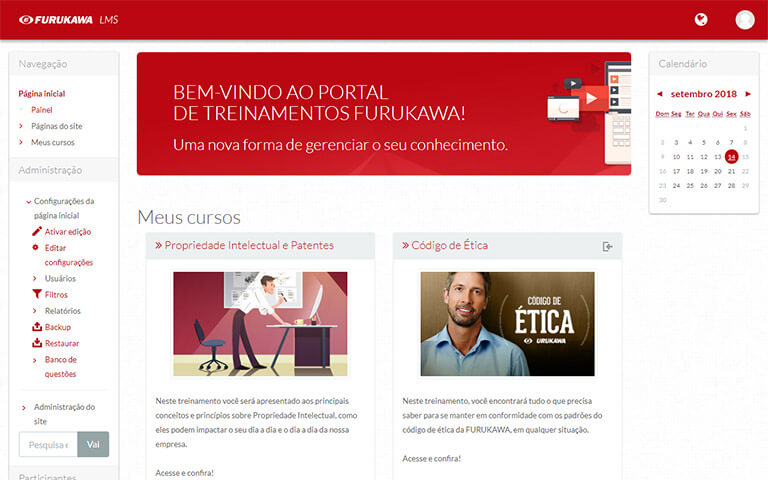 FURUKAWA LMS
Navegação
Página inicial
Painel
Páginas do site
Meus cursos
Administração
Configurações da
página inicial
Ativar edição
Editar
configurações
Usuários
Filtros
Relatórios
Backup
Restaurar
Banco de
questões
Administração do
site
Pesquisa
Vai
Participantes
BEM-VINDO AO PORTAL
DE TREINAMENTOS FURUKAWA!
Uma nova forma de gerenciar o seu conhecimento.
Meus cursos
Propriedade Intelectual e Patentes
Neste treinamento você será apresentado aos principais
conceitos e princípios sobre Propriedade Intelectual, como
eles podem impactar o seu dia a dia e o dia a dia da nossa
empresa.
Acesse e confira!
Código de Ética
CÓDIGO DE
ÉTICA
FURUKAWA
Neste treinamento, você encontrará tudo o que precisa
saber para se manter em conformidade com os padrões do
código de ética da FURUKAWA, em qualquer situação.
Acesse e confira!
Calendário
◄ setembro 2018 ►
Dom Seg Ter Qua Qui Sex Sáb
1
2 3 4 5 6 7 8
9 10 11 12 13 14 15
16 17 18 19 20 21 22
23 24 25 26 27 28 29
30